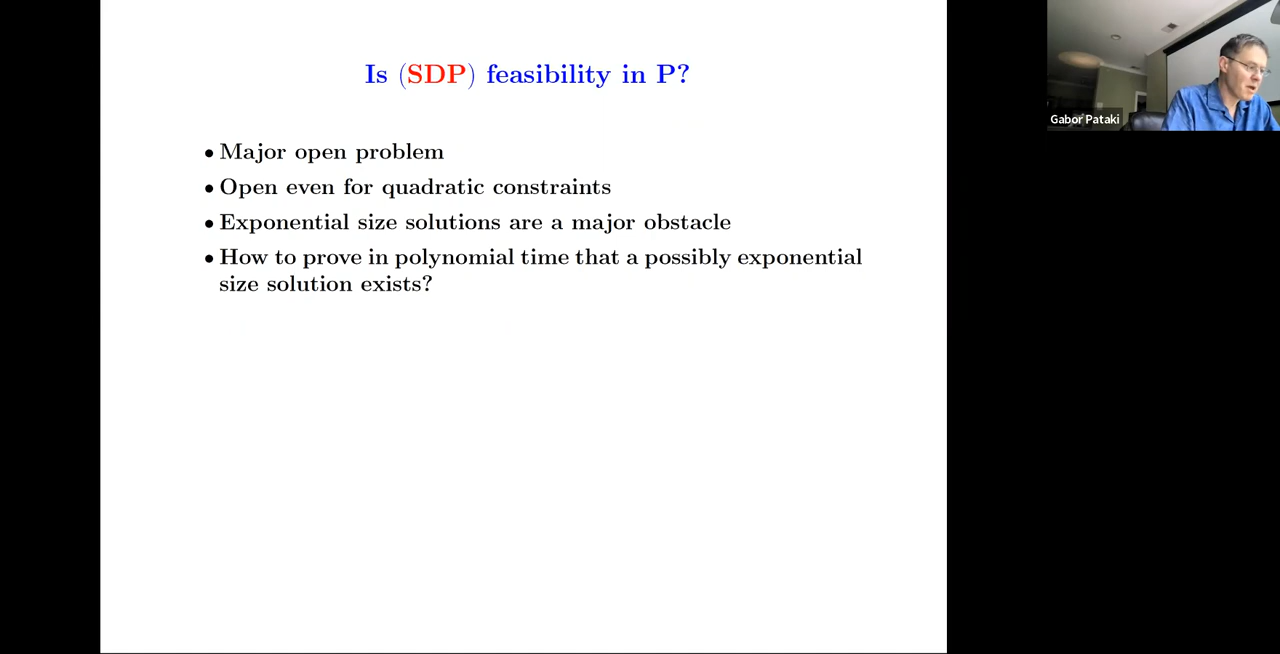 Is (SDP) feasibility in P?
• Major open problem
• Open even for quadratic constraints
• Exponential size solutions are a major obstacle
• How to prove in polynomial time that a possibly exponential
size solution exists?
Gabor Pataki